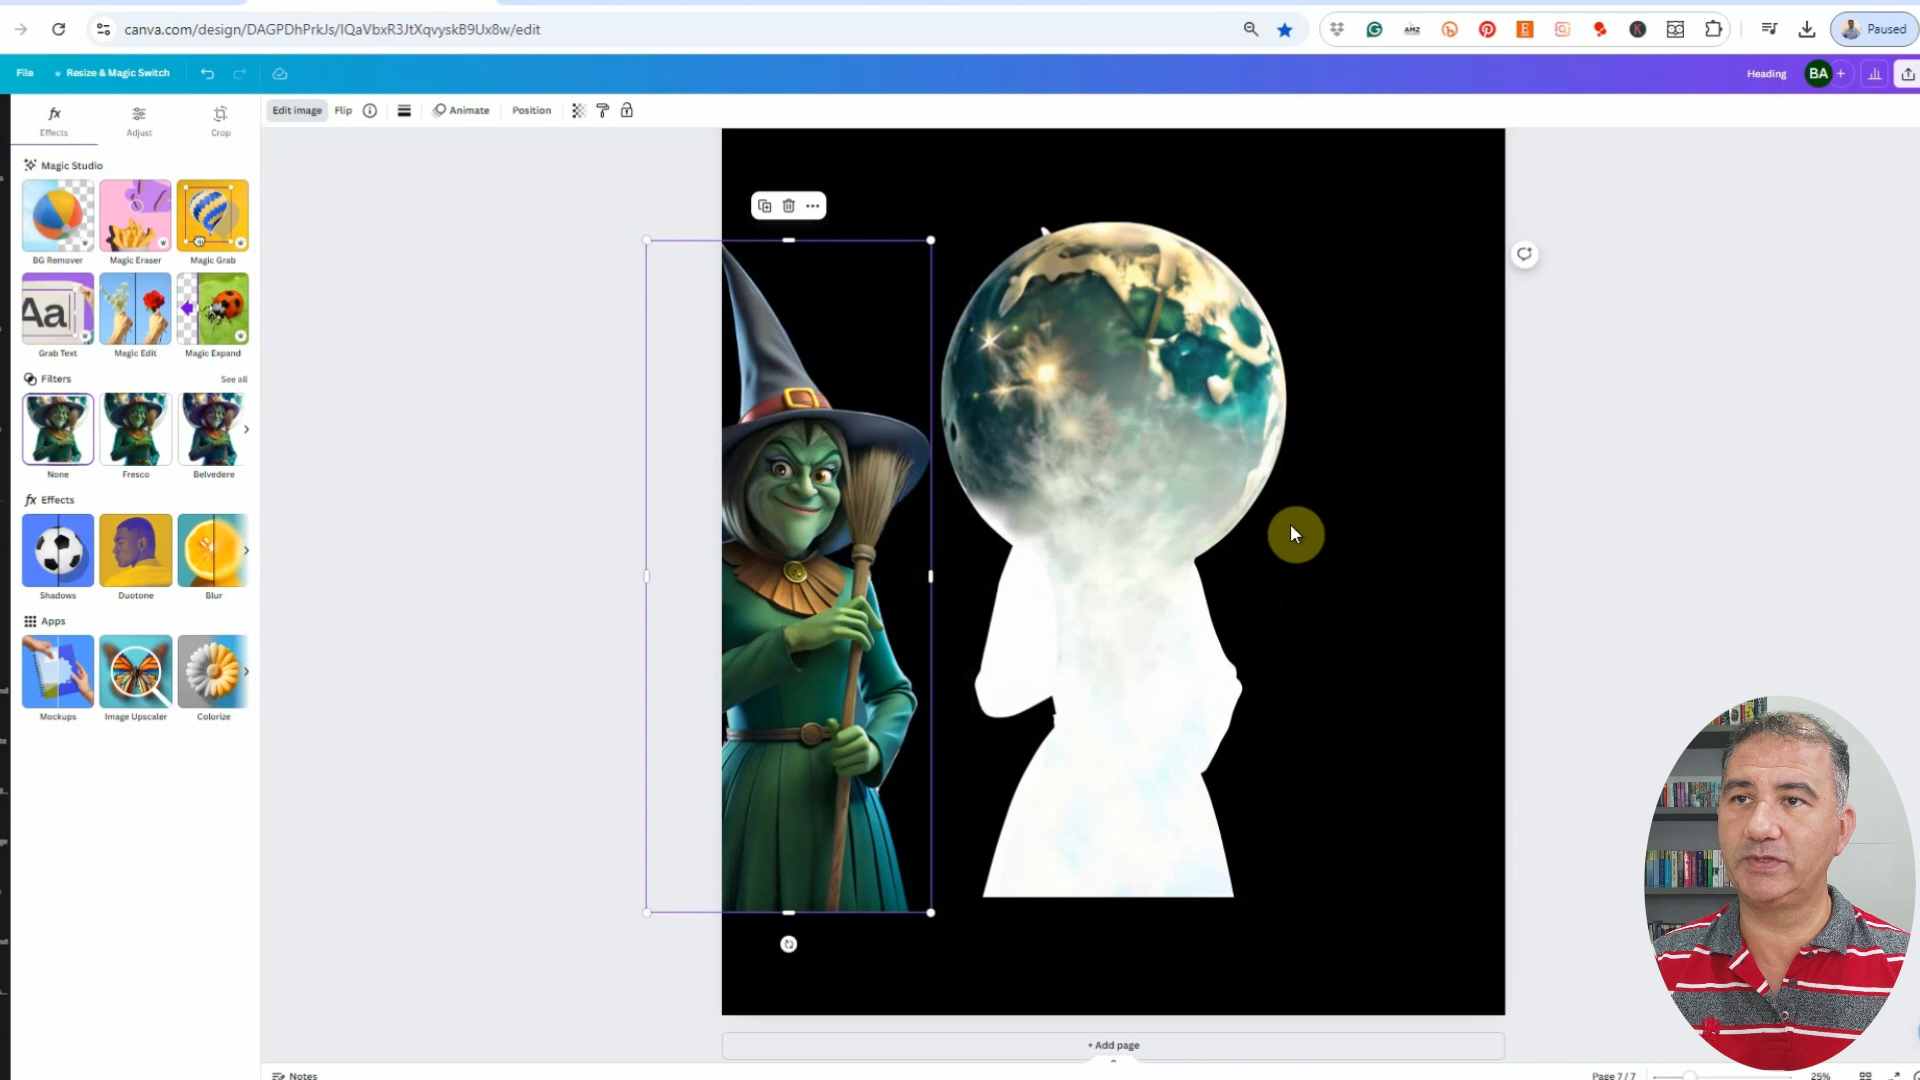 canva.com/design/DAGPDhPrkJs/IQaVbxR3JtXqvyskB9Ux8w/edit
Paused
File
Resize & Magic Switch
Heading
BA
Effects
Adjust
Crop
Edit image
Flip
Animate
Position
Magic Studio
BG Remover
Magic Eraser
Magic Grab
Grab Text
Magic Edit
Magic Expand
Filters
See all
None
Fresco
Belvedere
fx Effects
Shadows
Duotone
Blur
Apps
Mockups
Image Upscaler
Colorize
+ Add page
Notes
Page 7 / 7
25%